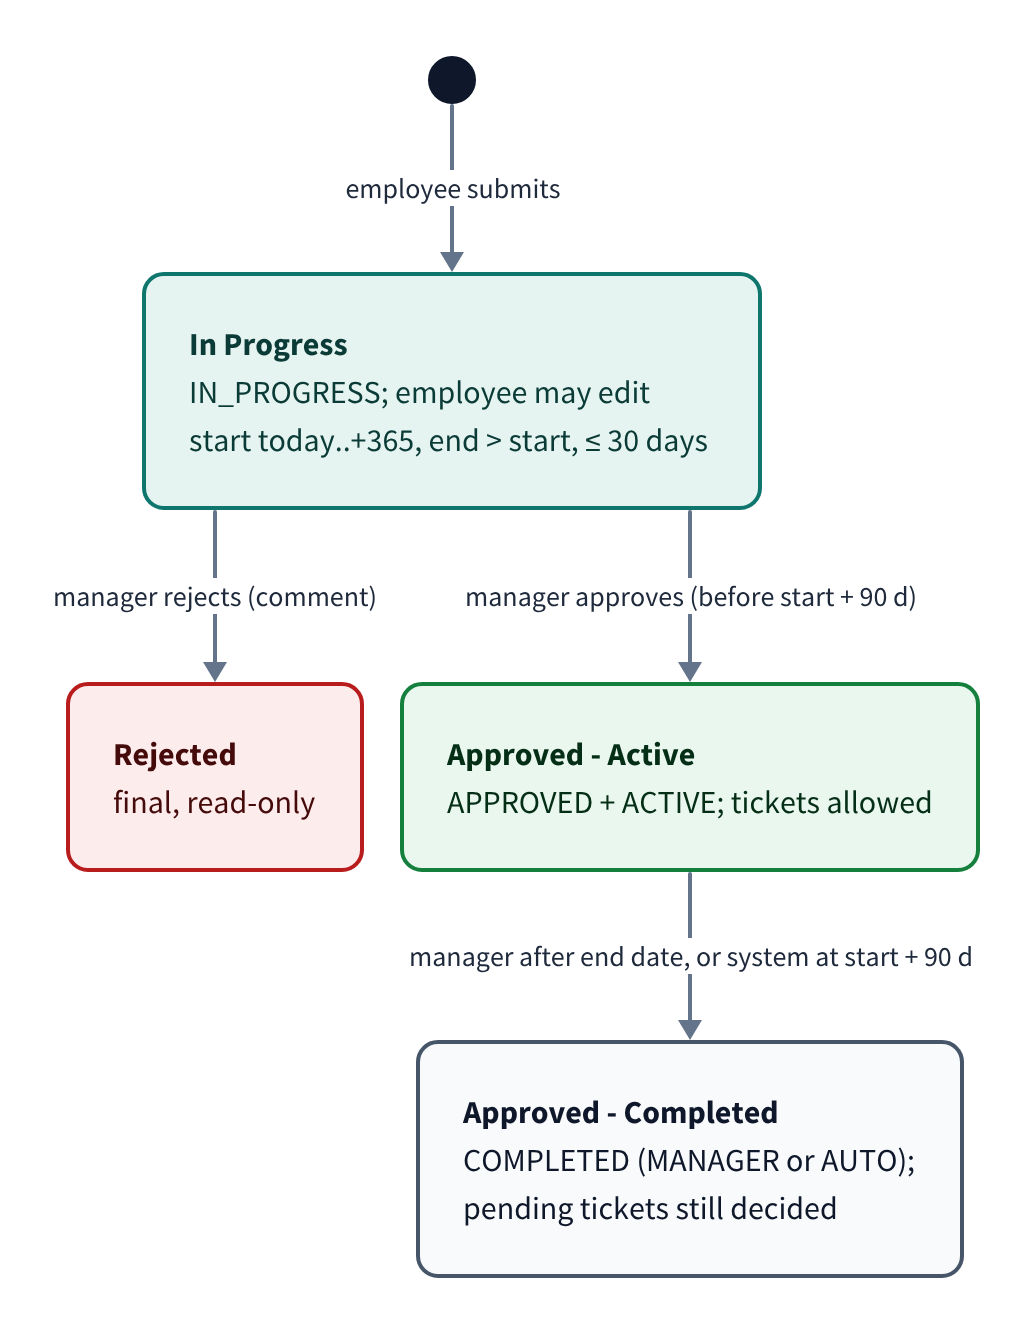 employee submits
In Progress
IN_PROGRESS; employee may edit
start today..+365, end > start, ≤ 30 days
manager rejects (comment)
manager approves (before start + 90 d)
Rejected
final, read-only
Approved - Active
APPROVED + ACTIVE; tickets allowed
manager after end date, or system at start + 90 d
Approved - Completed
COMPLETED (MANAGER or AUTO);
pending tickets still decided